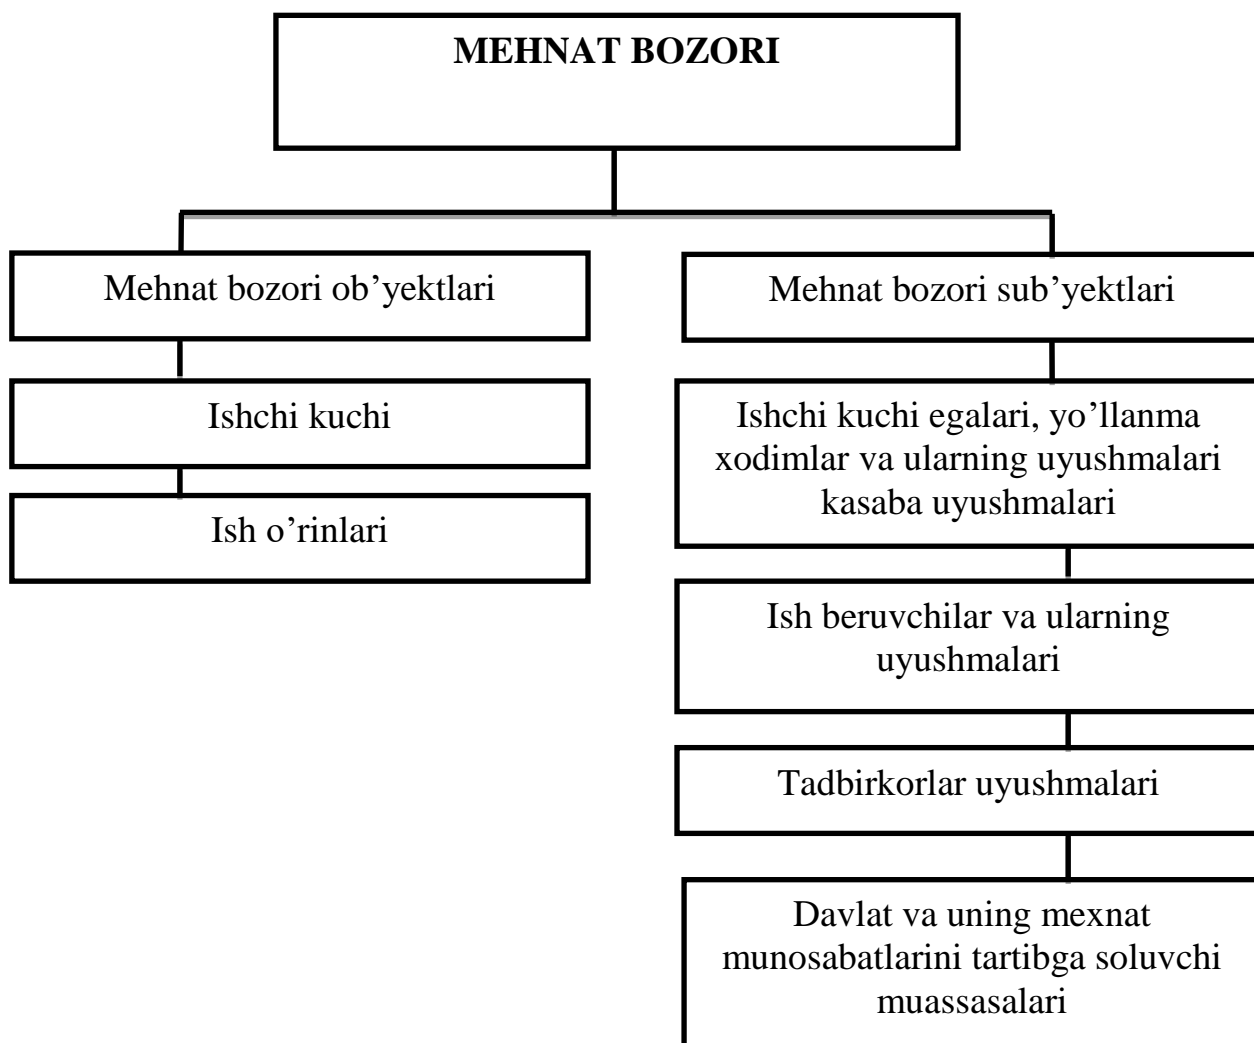 MEHNAT BOZORI
Mehnat bozori ob’yektlari
Ishchi kuchi
Ish o’rinlari
Mehnat bozori sub’yektlari
Ishchi kuchi egalari, yo’llanma
xodimlar va ularning uyushmalari
kasaba uyushmalari
Ish beruvchilar va ularning
uyushmalari
Tadbirkorlar uyushmalari
Davlat va uning mexnat
munosabatlarini tartibga soluvchi
muassasalari